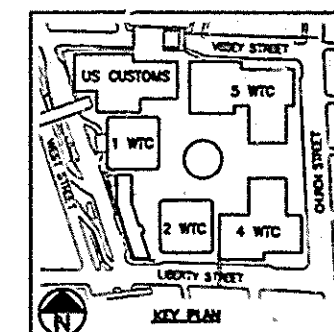 VESEY STREET
US CUSTOMS
5 WTC
1 WTC
WEST STREET
CHURCH STREET
2 WTC
4 WTC
LIBERTY STREET
N
KEY PLAN